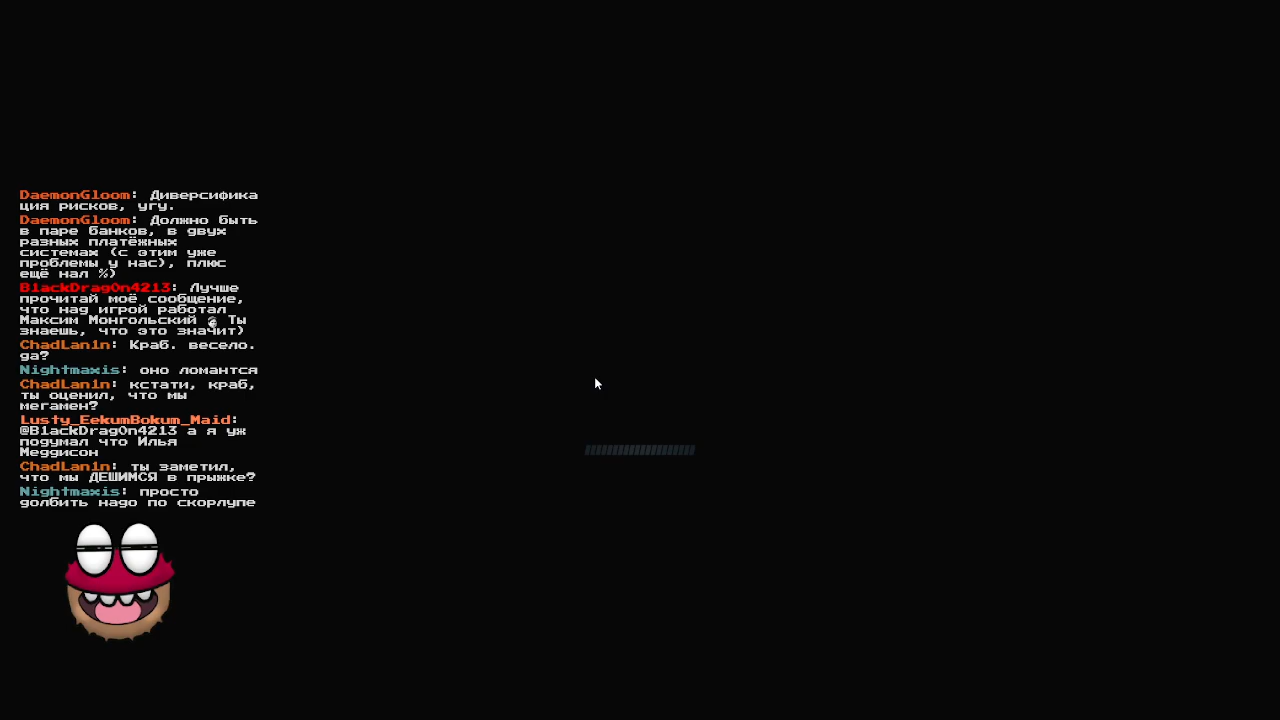 DaemonGloom: Диверсифика
ция рисков, угу.
DaemonGloom: Должно быть
в паре банков, в двух
разных платёжных
системах (с этим уже
проблемы у нас), плюс
ещё нал %)
BlackDrag0n4213: Лучше
прочитай моё сообщение,
что над игрой работал
Максим Монгольский Ты
знаешь, что это значит)
ChadLan1n: Краб. весело.
да?
Nightmaxis: оно ломантся
ChadLan1n: кстати, краб,
ты оценил, что мы
мегамен?
Lusty_EekumBokum_Maid:
@BlackDrag0n4213 а я уж
подумал что Илья
Меддисон
ChadLan1n: ты заметил,
что мы ДЕШИМСЯ в прыжке?
Nightmaxis: просто
долбить надо по скорлупе